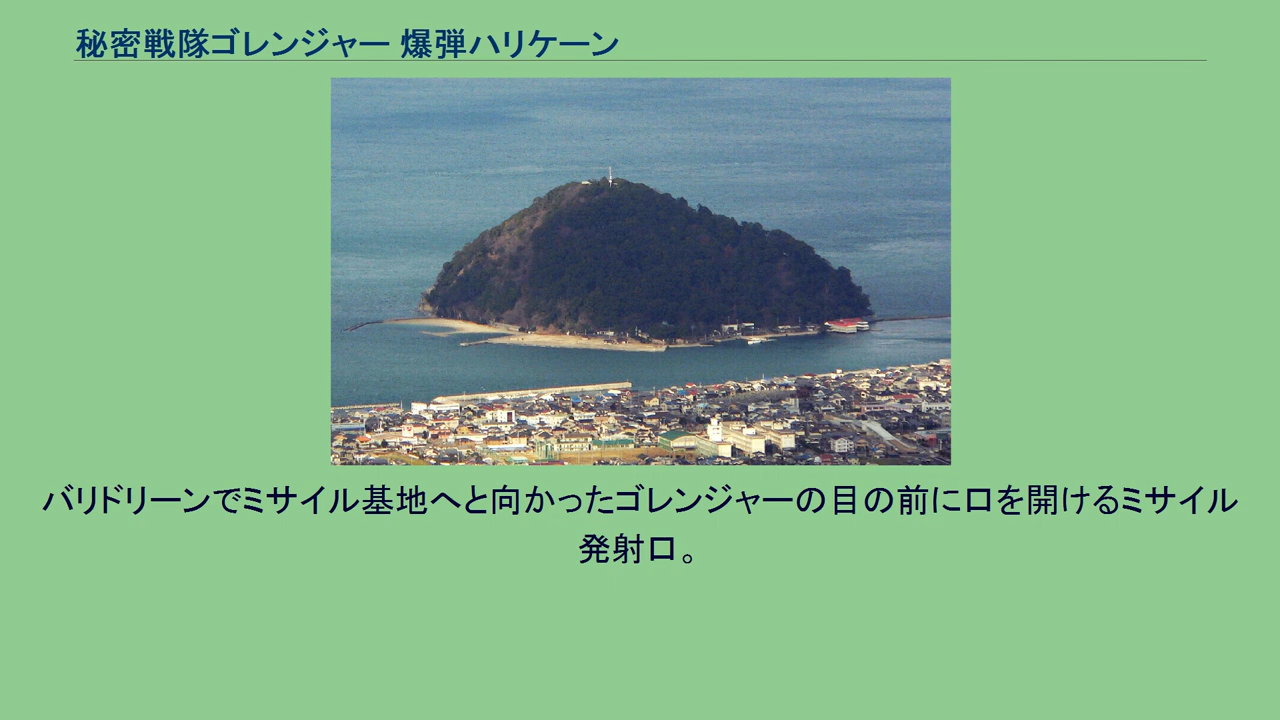 秘密戦隊ゴレンジャー 爆弾ハリケーン
バリドリーンでミサイル基地へと向かったゴレンジャーの目の前に口を開けるミサイル
発射口。